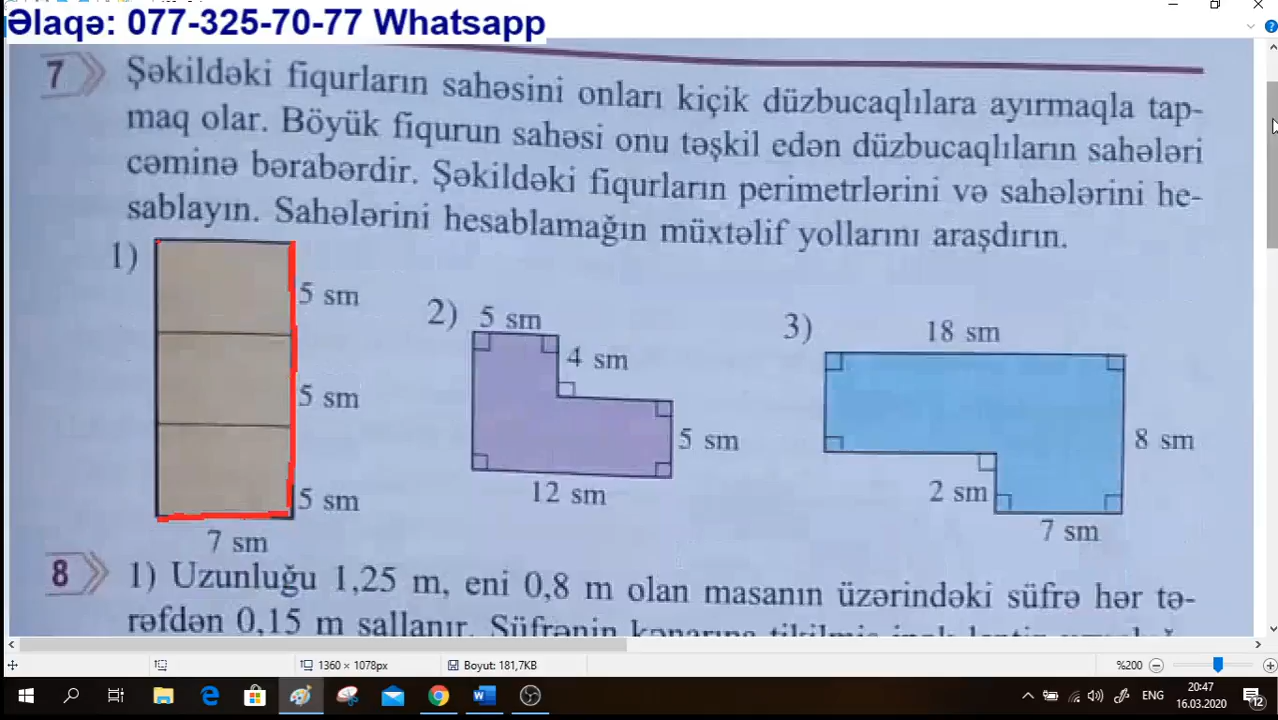 Əlaqə: 077-325-70-77 Whatsapp
7 Şəkildəki fiqurların sahəsini onları kiçik düzbucaqlılara ayırmaqla tap-
maq olar. Böyük fiqurun sahəsi onu təşkil edən düzbucaqlıların sahələri
cəminə bərabərdir. Şəkildəki fiqurların perimetrlərini və sahələrini he-
sablayın. Sahələrini hesablamağın müxtəlif yollarını araşdırın.
1)
5 sm
5 sm
5 sm
7 sm
2) 5 sm
4 sm
5 sm
12 sm
3) 18 sm
8 sm
2 sm
7 sm
8 1) Uzunluğu 1,25 m, eni 0,8 m olan masanın üzərindəki süfrə hər tə-
rəfdən 0,15 m sallanır. Süfrənin kənarına tikilmiş
1360 × 1078px
Boyut: 181,7KB
%200
ENG
20:47
16.03.2020
12